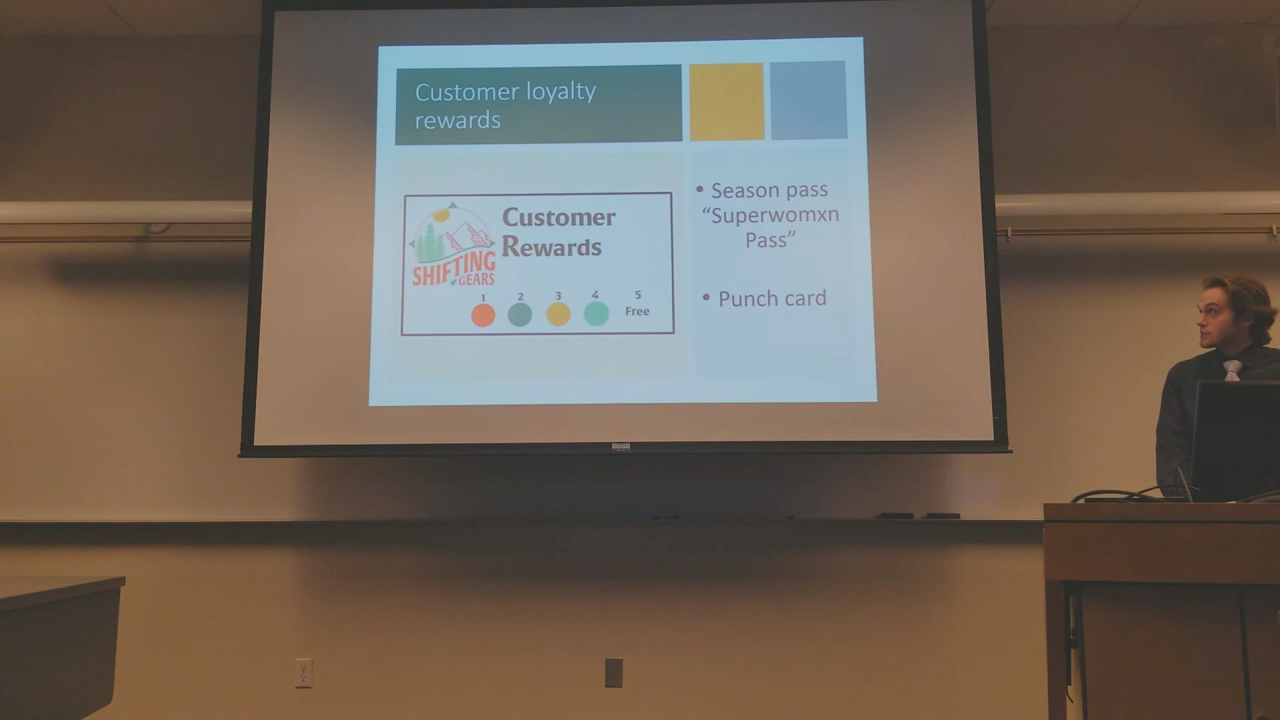 Customer loyalty
rewards
Customer
Rewards
SHIFTING
GEARS
1 2 3 4 5
Free
• Season pass
“Superwomxn
Pass”
• Punch card